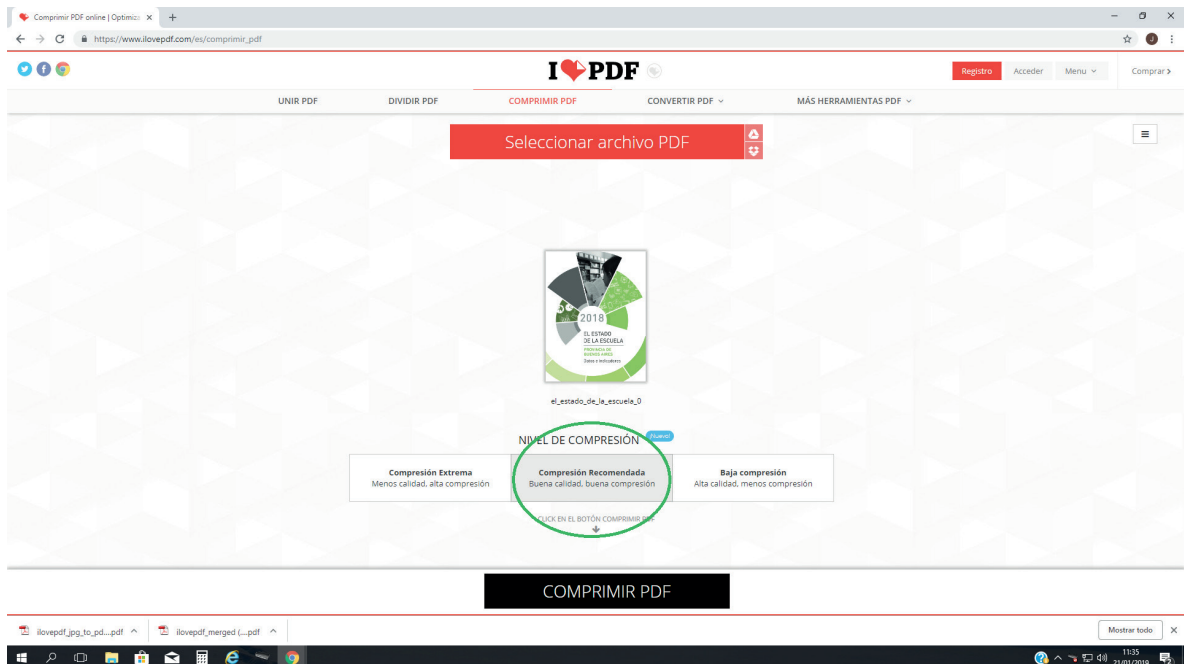 Comprimir PDF online | Optimiz
https://www.ilovepdf.com/es/comprimir_pdf
I PDF
Registro
Acceder
Menu
Comprar
UNIR PDF
DIVIDIR PDF
COMPRIMIR PDF
CONVERTIR PDF
MÁS HERRAMIENTAS PDF
Seleccionar archivo PDF
2018
EL ESTADO
DE LA ESCUELA
PROVINCIA DE
BUENOS AIRES
Datos e indicadores
el_estado_de_la_escuela_0
NIVEL DE COMPRESIÓN ¡Nuevo!
Compresión Extrema
Menos calidad, alta compresión
Compresión Recomendada
Buena calidad, buena compresión
Baja compresión
Alta calidad, menos compresión
CLICK EN EL BOTÓN COMPRIMIR PDF
COMPRIMIR PDF
ilovepdf_jpg_to_pd....pdf
ilovepdf_merged (....pdf
Mostrar todo
11:35
21/01/2019